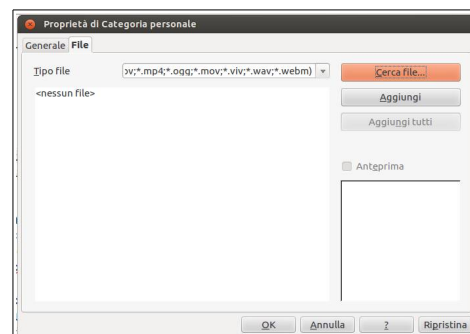 Proprietà di Categoria personale
Generale File
Tipo file
ov;*.mp4;*.ogg;*.mov;*.viv;*.wav;*.webm)
Cerca file...
<nessun file>
Aggiungi
Aggiungi tutti
Anteprima
OK Annulla ? Ripristina